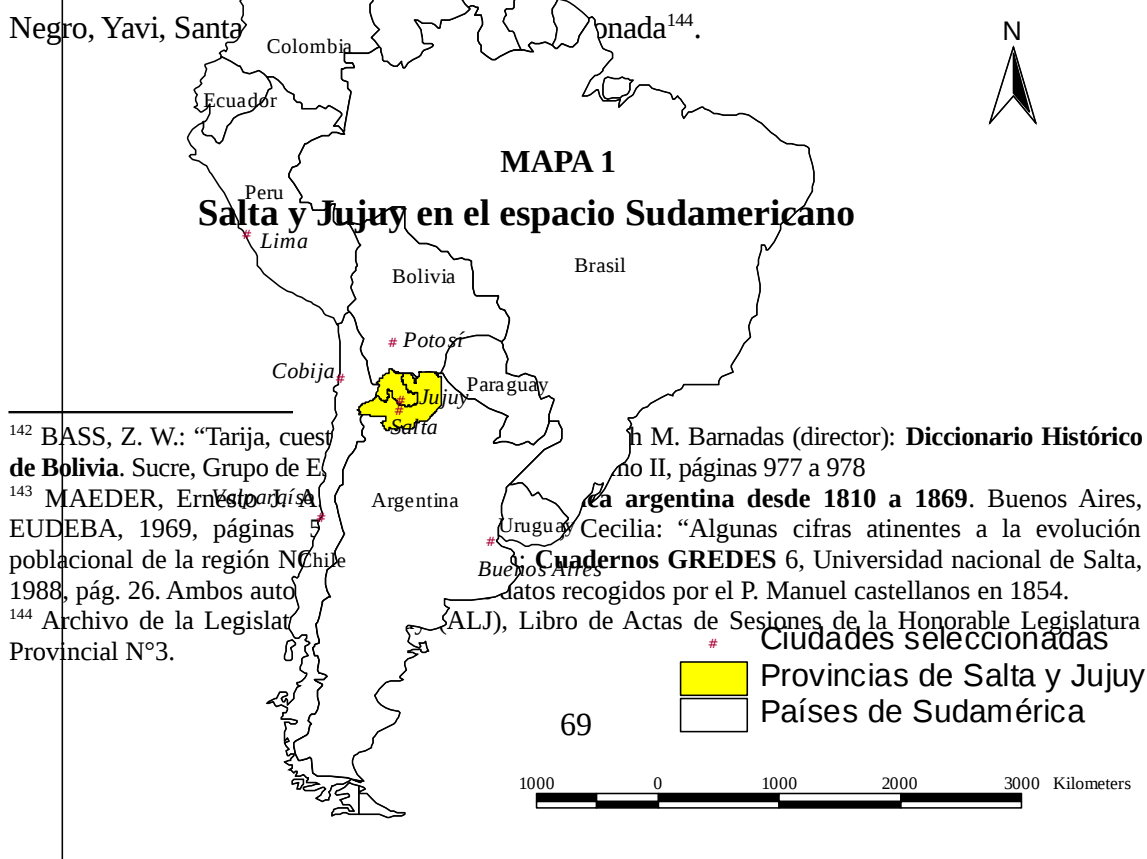 Negro, Yavi, Santa onada¹⁴⁴.
N
Colombia
Ecuador
MAPA 1
Peru
Salta y Jujuy en el espacio Sudamericano
Lima
Brasil
Bolivia
# Potosí
Cobija
Paraguay
Jujuy
Salta
¹⁴² BASS, Z. W.: “Tarija, cuest h M. Barnadas (director): Diccionario Histórico
de Bolivia. Sucre, Grupo de E no II, páginas 977 a 978
¹⁴³ MAEDER, Ernesto J. A ca argentina desde 1810 a 1869. Buenos Aires,
Valparaíso
Argentina
EUDEBA, 1969, páginas 5 Cecilia: “Algunas cifras atinentes a la evolución
Uruguay
poblacional de la región NO : Cuadernos GREDES 6, Universidad nacional de Salta,
Chile
Buenos Aires
1988, pág. 26. Ambos auto datos recogidos por el P. Manuel castellanos en 1854.
¹⁴⁴ Archivo de la Legislat (ALJ), Libro de Actas de Sesiones de la Honorable Legislatura
Provincial N°3.
# Ciudades seleccionadas
Provincias de Salta y Jujuy
Países de Sudamérica
69
1000 0 1000 2000 3000 Kilometers